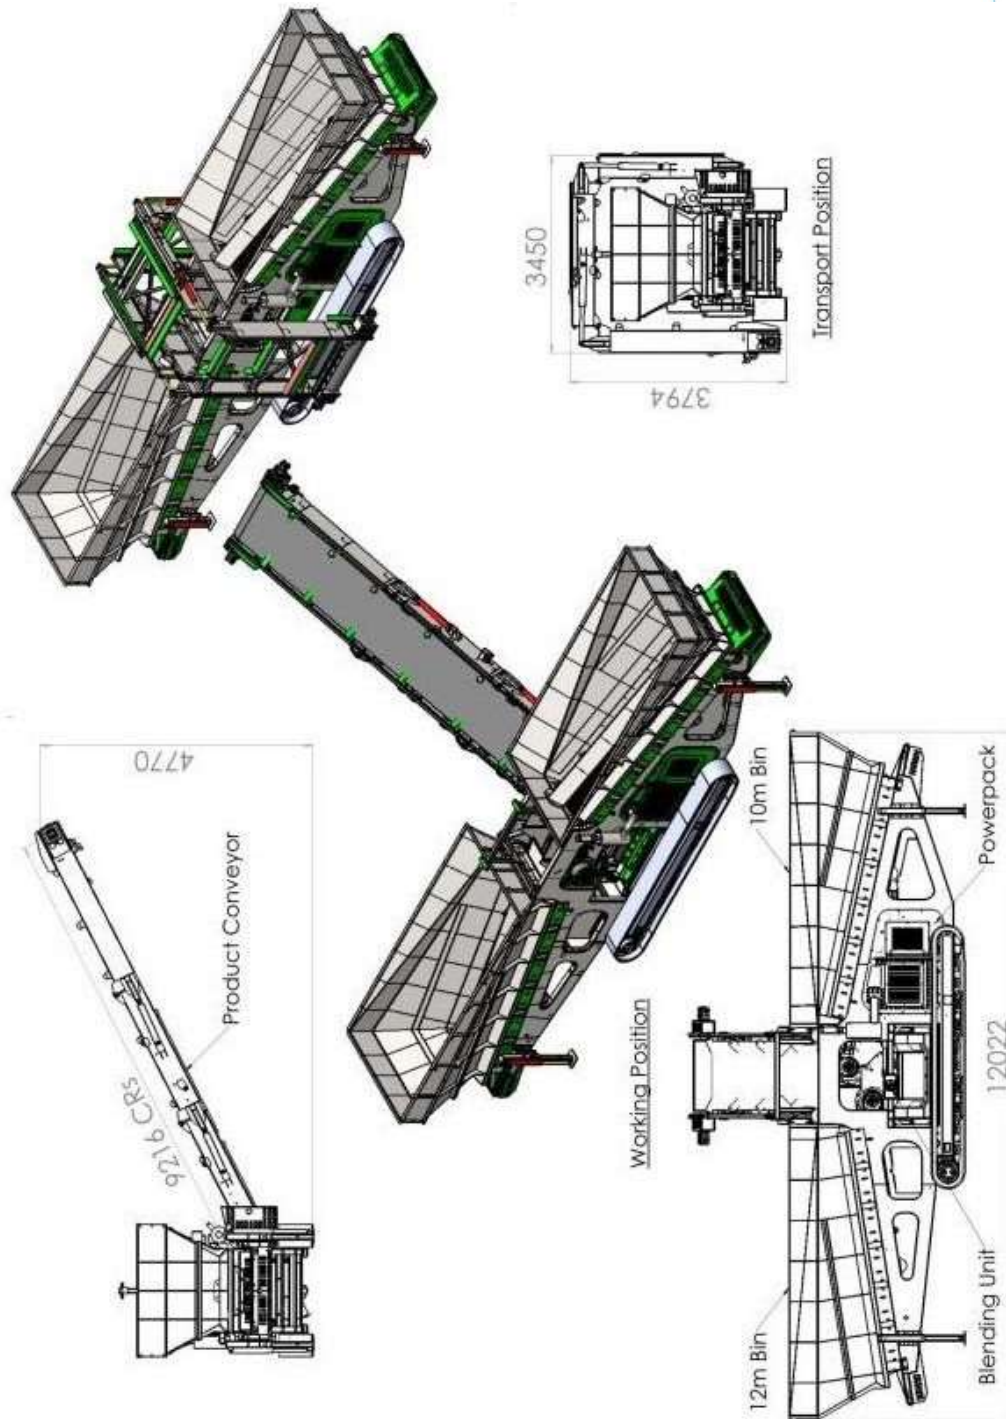 3450
3794
Transport Position
4770
Product Conveyor
9216 CRs
Working Position
10m Bin
Powerpack
12022
12m Bin
Blending Unit